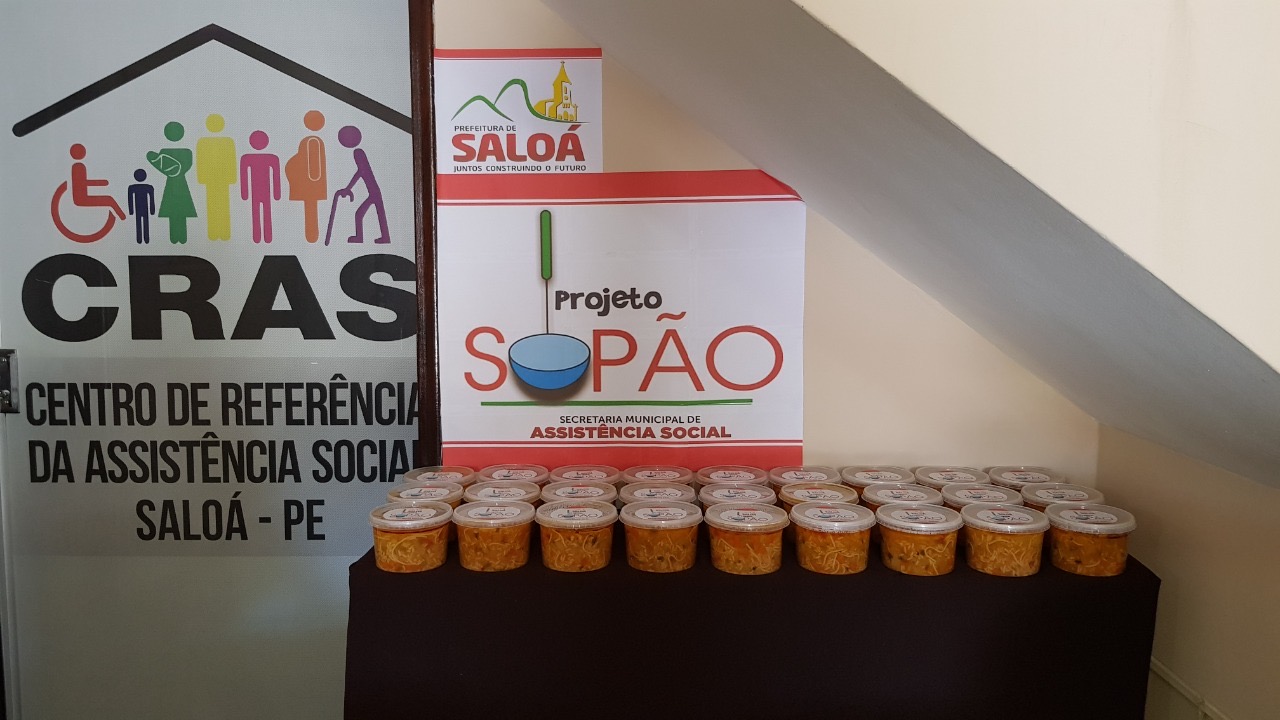 CRAS
CENTRO DE REFERÊNCIA
DA ASSISTÊNCIA SOCIAL
SALOÁ - PE
PREFEITURA DE
SALOÁ
JUNTOS CONSTRUINDO O FUTURO
Projeto
SOPÃO
SECRETARIA MUNICIPAL DE
ASSISTÊNCIA SOCIAL